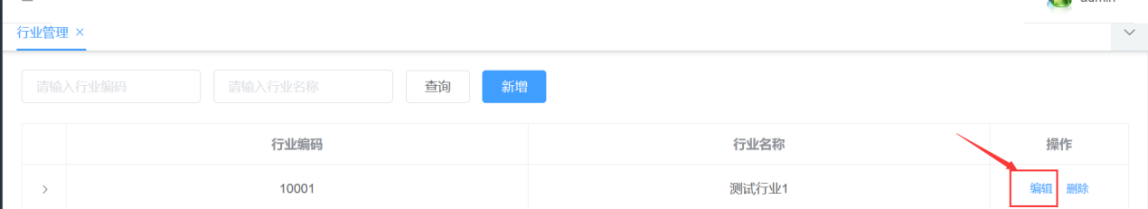 admin
行业管理 ×
请输入行业编码 请输入行业名称 查询 新增
行业编码 行业名称 操作
10001 测试行业1 编辑 删除